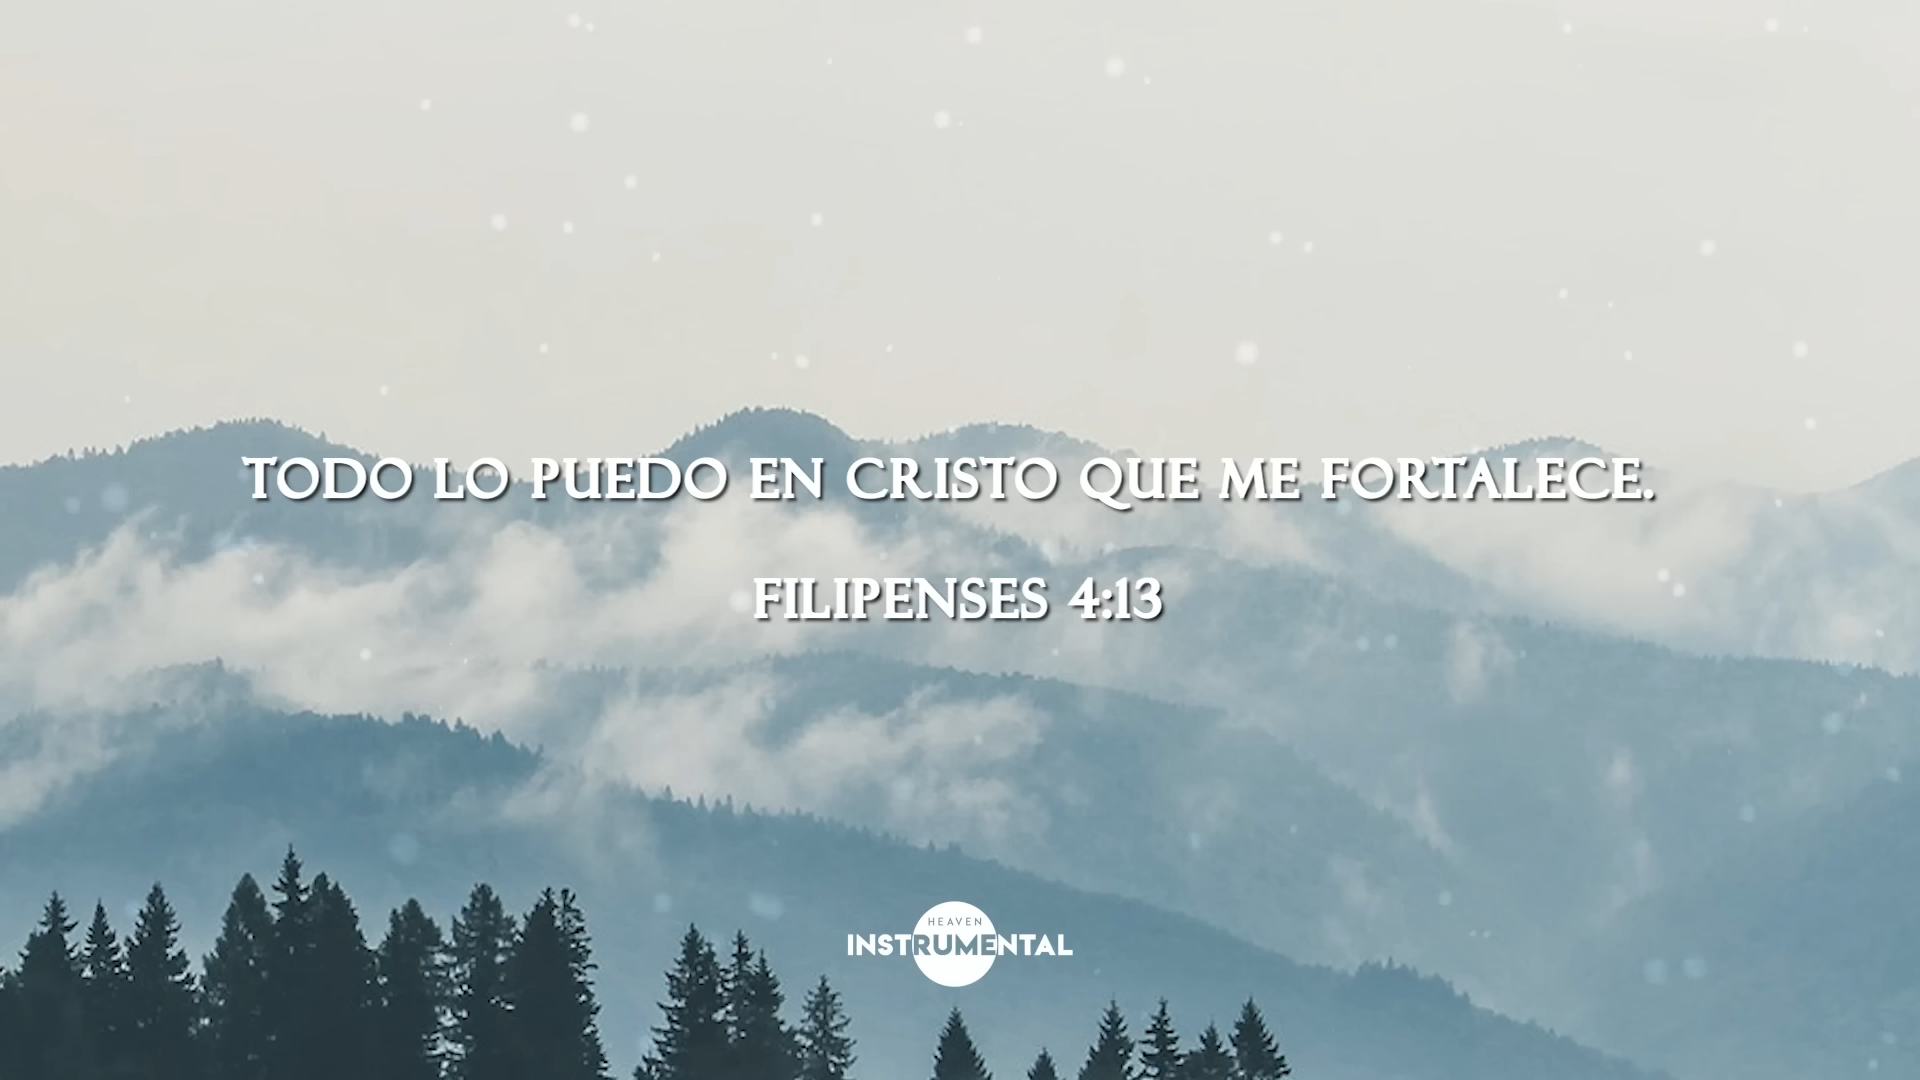 TODO LO PUEDO EN CRISTO QUE ME FORTALECE.
FILIPENSES 4:13
HEAVEN
INSTRUMENTAL